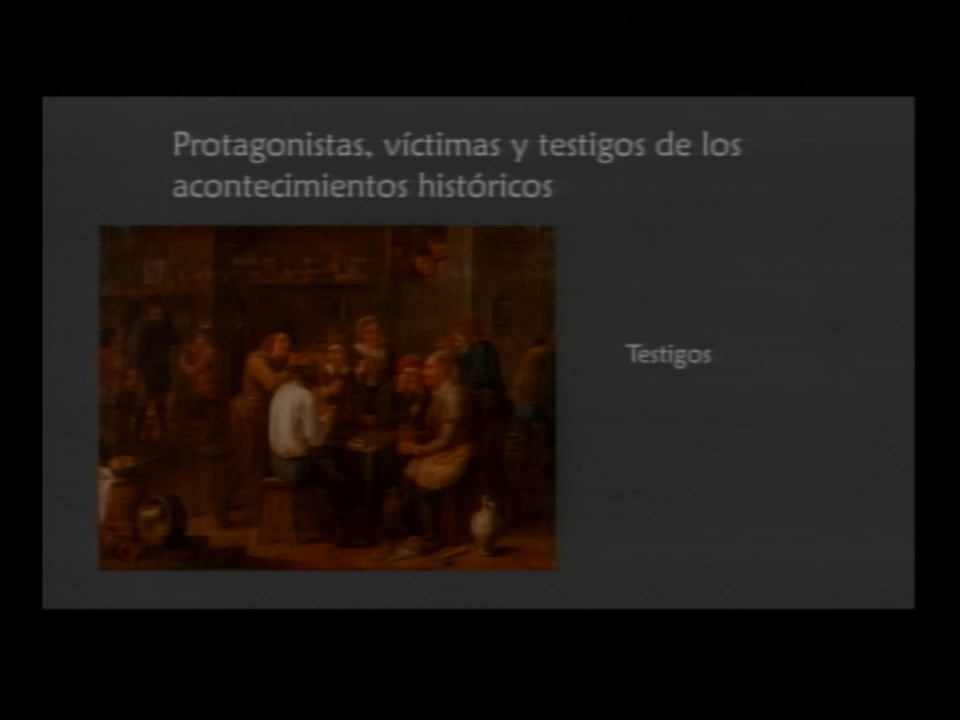 Protagonistas, víctimas y testigos de los
acontecimientos históricos
Testigos